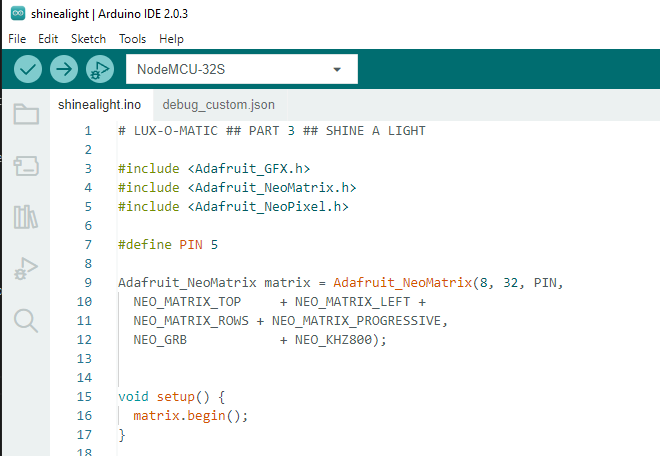 shinealight | Arduino IDE 2.0.3
File Edit Sketch Tools Help
NodeMCU-32S
shinealight.ino debug_custom.json
1 # LUX-O-MATIC ## PART 3 ## SHINE A LIGHT
2
3 #include <Adafruit_GFX.h>
4 #include <Adafruit_NeoMatrix.h>
5 #include <Adafruit_NeoPixel.h>
6
7 #define PIN 5
8
9 Adafruit_NeoMatrix matrix = Adafruit_NeoMatrix(8, 32, PIN,
10   NEO_MATRIX_TOP     + NEO_MATRIX_LEFT +
11   NEO_MATRIX_ROWS + NEO_MATRIX_PROGRESSIVE,
12   NEO_GRB            + NEO_KHZ800);
13
14
15 void setup() {
16   matrix.begin();
17 }
18